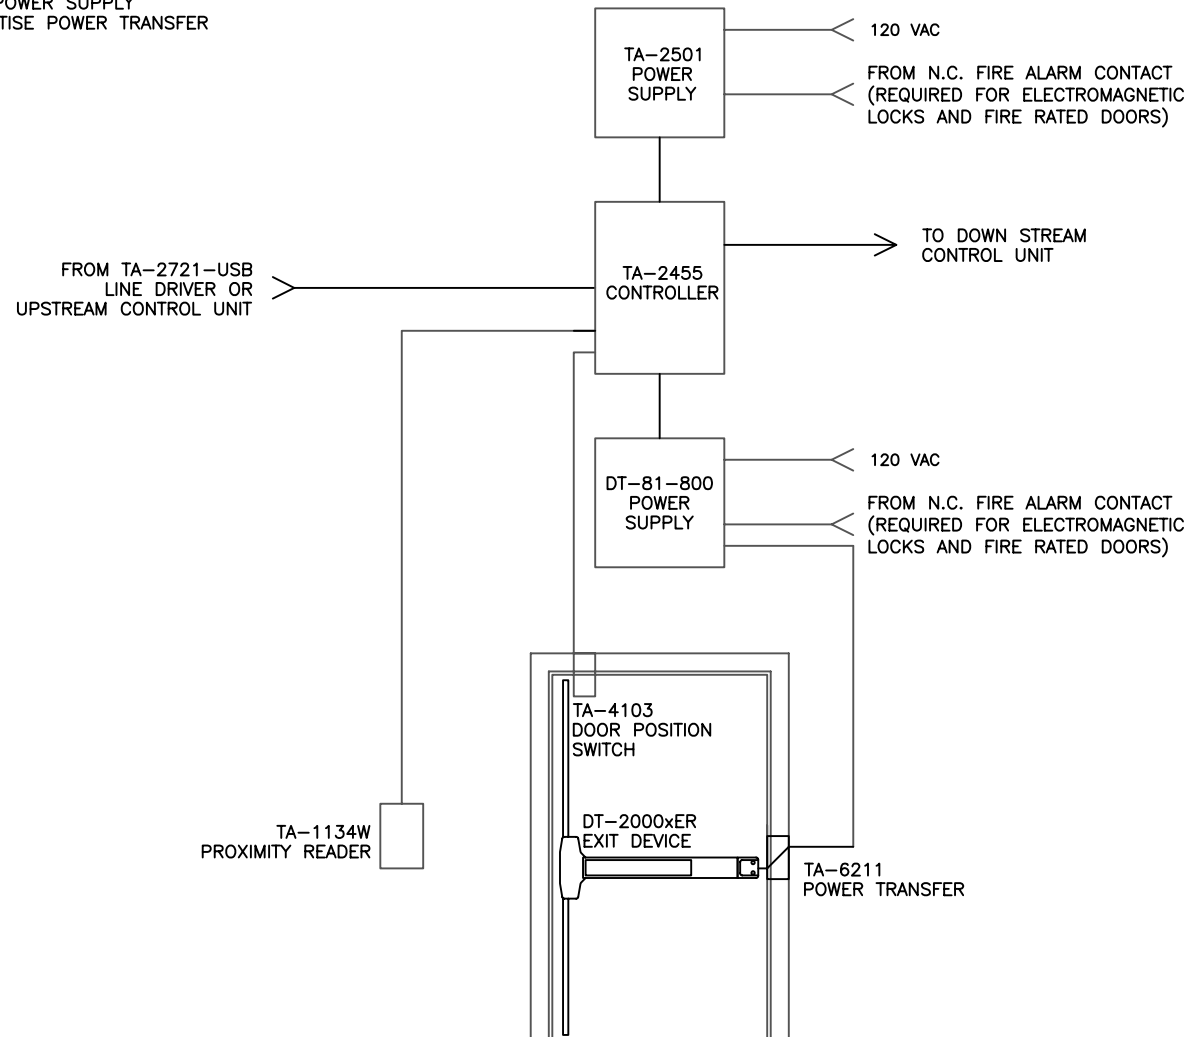 POWER SUPPLY
POWER TRANSFER
TA-2501
POWER
SUPPLY
120 VAC
FROM N.C. FIRE ALARM CONTACT
(REQUIRED FOR ELECTROMAGNETIC
LOCKS AND FIRE RATED DOORS)
TO DOWN STREAM
CONTROL UNIT
FROM TA-2721-USB
LINE DRIVER OR
UPSTREAM CONTROL UNIT
TA-2455
CONTROLLER
DT-81-800
POWER
SUPPLY
120 VAC
FROM N.C. FIRE ALARM CONTACT
(REQUIRED FOR ELECTROMAGNETIC
LOCKS AND FIRE RATED DOORS)
TA-4103
DOOR POSITION
SWITCH
TA-1134W
PROXIMITY READER
DT-2000xER
EXIT DEVICE
TA-6211
POWER TRANSFER